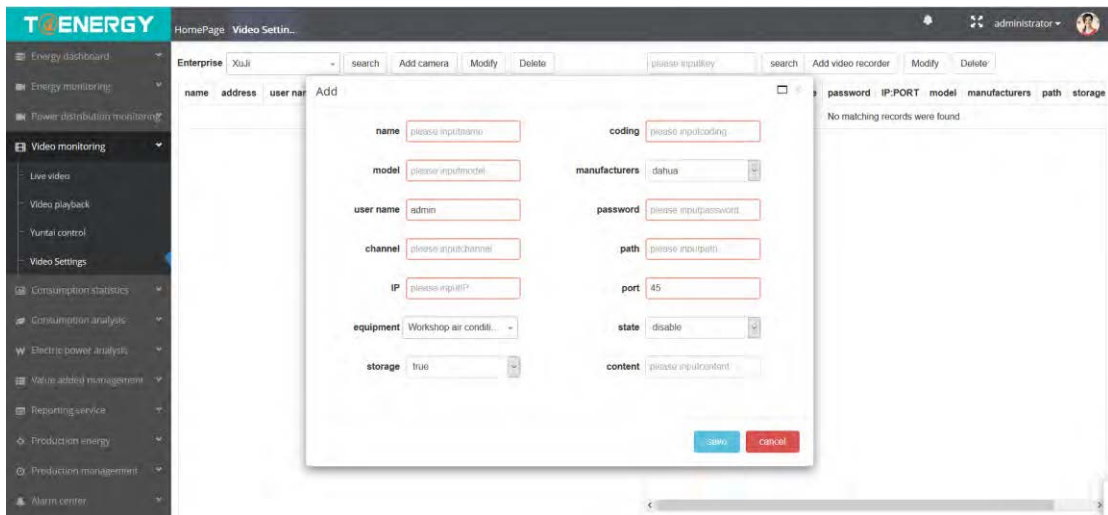 T@ENERGY
HomePage Video Settin...
administrator
Energy dashboard
Energy monitoring
Power distribution monitoring
Video monitoring
Live video
Video playback
Yuntai control
Video Settings
Consumption statistics
Consumption analysis
Electric power analysis
Value added management
Reporting service
Production energy
Production management
Alarm center
Enterprise XuJi search Add camera Modify Delete please inputkey search Add video recorder Modify Delete
name address user nar password IP:PORT model manufacturers path storage
No matching records were found
Add
name please inputname coding please inputcoding
model please inputmodel manufacturers dahua
user name admin password please inputpassword
channel please inputchannel path please inputpath
IP please inputIP port 45
equipment Workshop air conditi... state disable
storage true content please inputcontent
save cancel